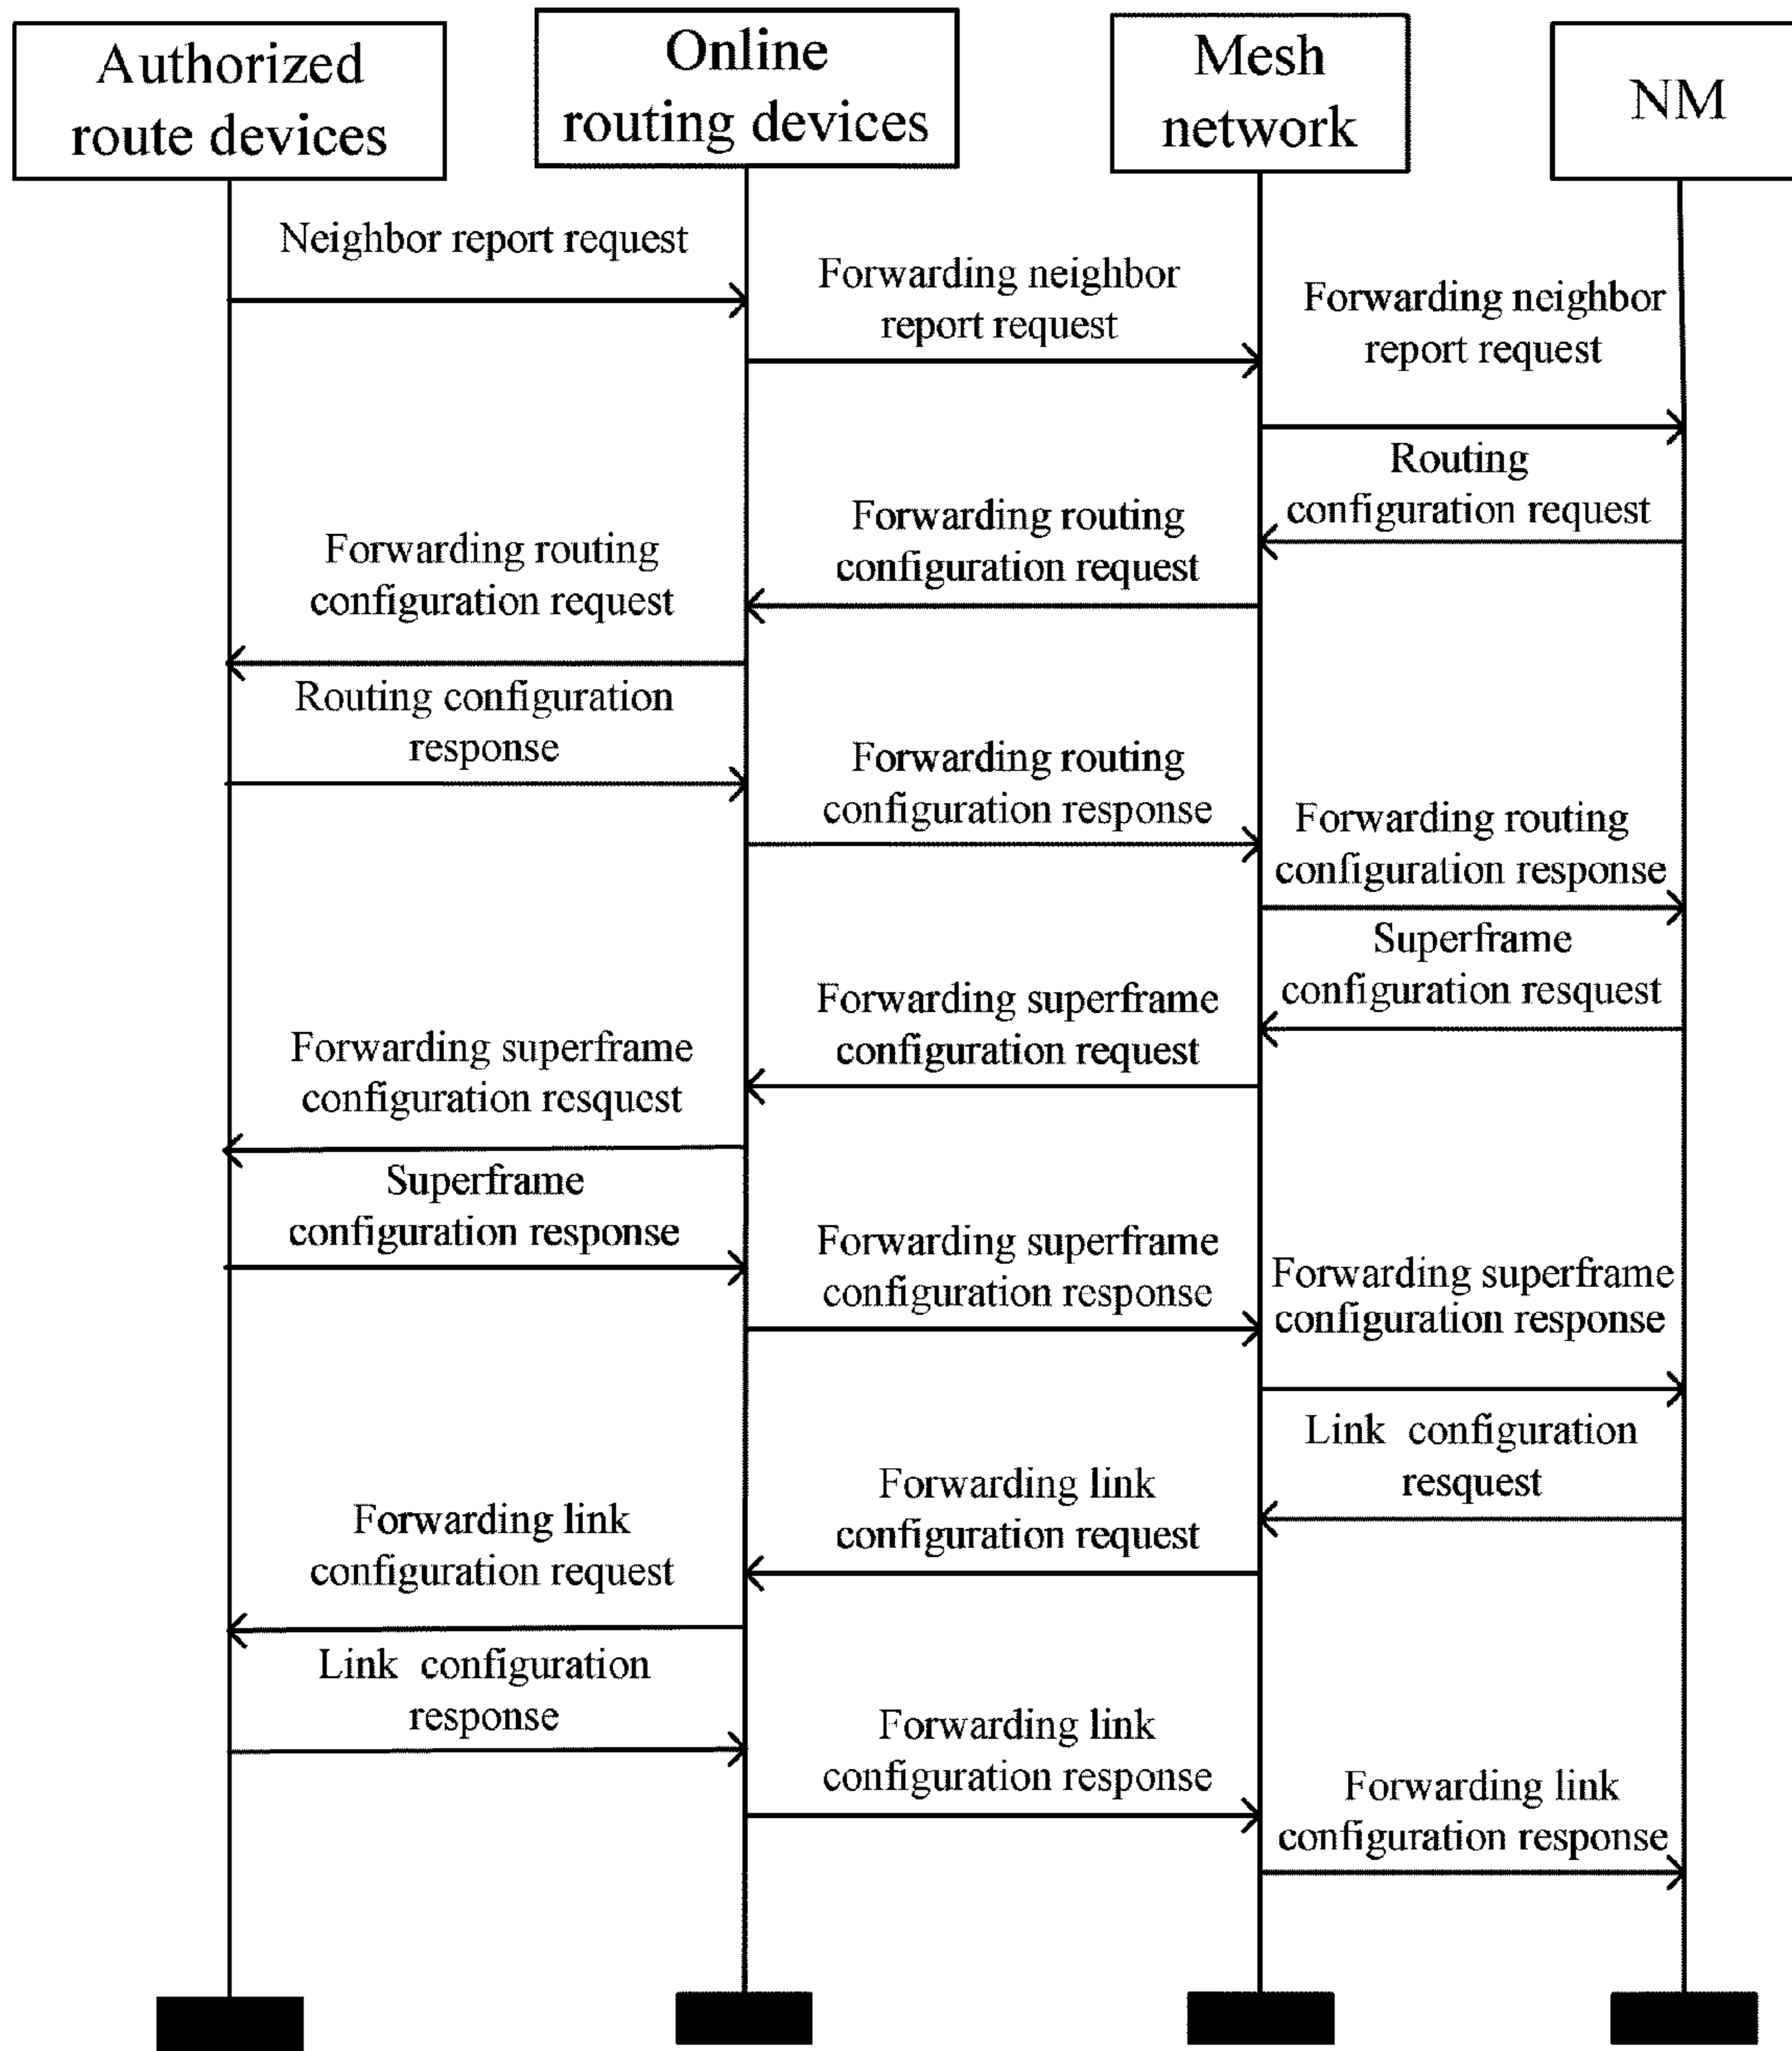 Authorized
route devices
Online
routing devices
Mesh
network
NM
Neighbor report request
Forwarding neighbor
report request
Forwarding neighbor
report request
Routing
configuration request
Forwarding routing
configuration request
Forwarding routing
configuration request
Routing configuration
response
Forwarding routing
configuration response
Forwarding routing
configuration response
Superframe
configuration resquest
Forwarding superframe
configuration request
Forwarding superframe
configuration resquest
Superframe
configuration response
Forwarding superframe
configuration response
Forwarding superframe
configuration response
Link configuration
resquest
Forwarding link
configuration request
Forwarding link
configuration request
Link configuration
response
Forwarding link
configuration response
Forwarding link
configuration response